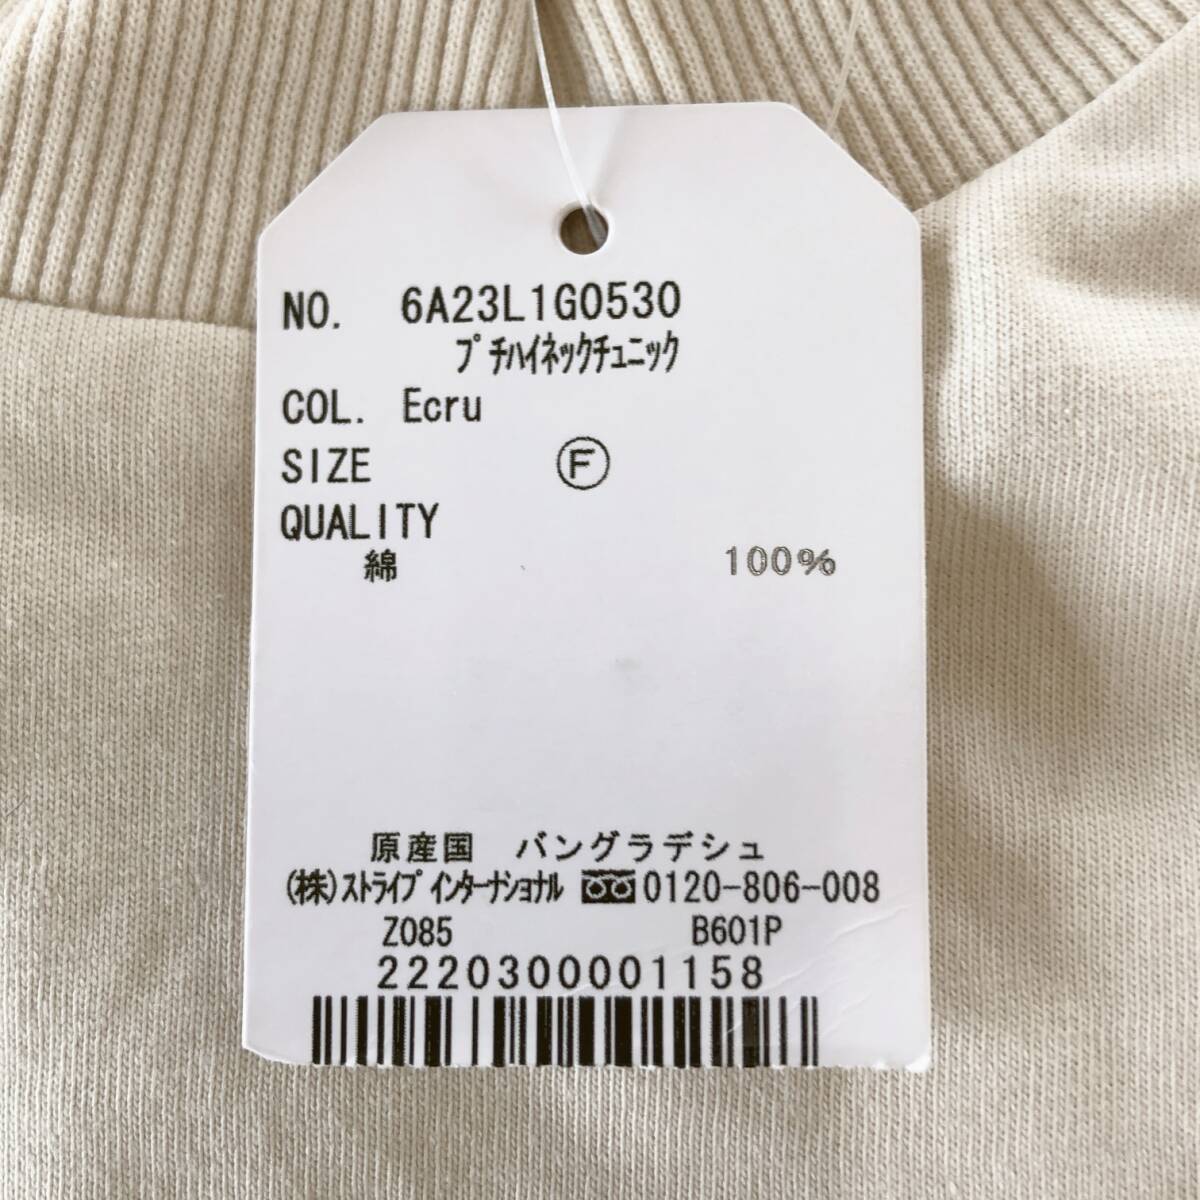 NO. 6A23L1G0530
プチハイネックチュニック
COL. Ecru
SIZE Ⓕ
QUALITY
綿 100%
原産国 バングラデシュ
(株)ストライプインターナショナル 0120-806-008
Z085 B601P
2220300001158